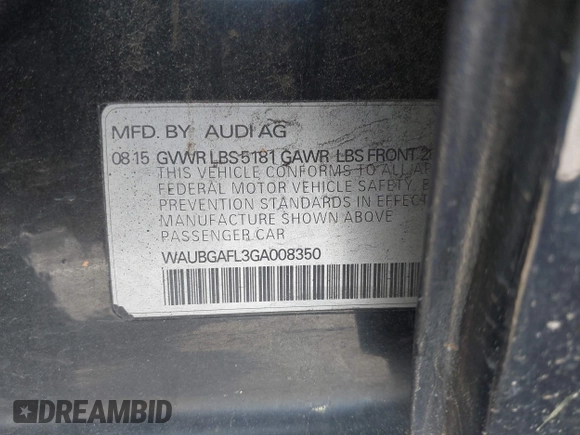 MFD. BY AUDI AG
08 15 GVWR LBS 5181 GAWR LBS FRONT
THIS VEHICLE CONFORMS TO
FEDERAL MOTOR VEHICLE SAFETY,
PREVENTION STANDARDS IN EFFECT
MANUFACTURE SHOWN ABOVE
PASSENGER CAR
WAUBGAFL3GA008350
DREAMBID